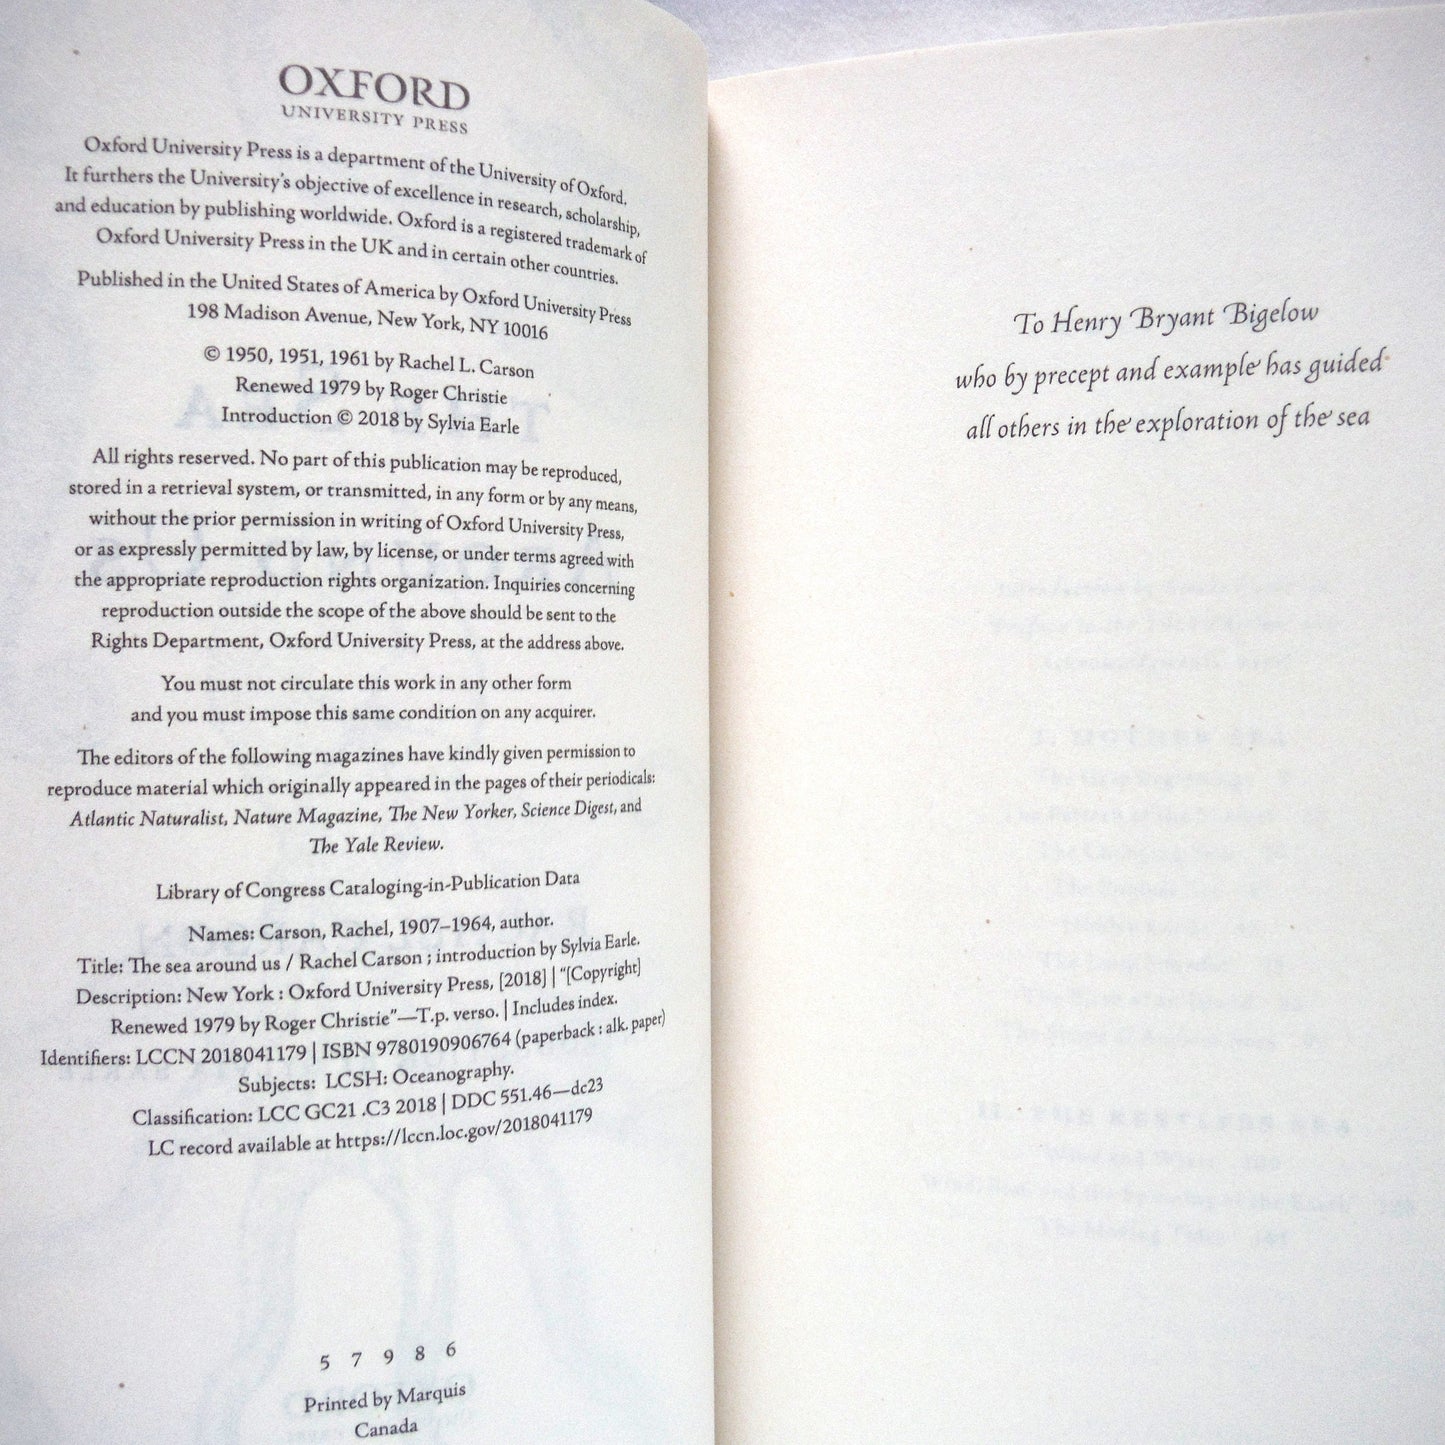 OXFORD
UNIVERSITY PRESS
Oxford University Press is a department of the University of Oxford.
It furthers the University's objective of excellence in research, scholarship,
and education by publishing worldwide. Oxford is a registered trademark of
Oxford University Press in the UK and in certain other countries.
Published in the United States of America by Oxford University Press
198 Madison Avenue, New York, NY 10016
© 1950, 1951, 1961 by Rachel L. Carson
Renewed 1979 by Roger Christie
Introduction © 2018 by Sylvia Earle
All rights reserved. No part of this publication may be reproduced,
stored in a retrieval system, or transmitted, in any form or by any means,
without the prior permission in writing of Oxford University Press,
or as expressly permitted by law, by license, or under terms agreed with
the appropriate reproduction rights organization. Inquiries concerning
reproduction outside the scope of the above should be sent to the
Rights Department, Oxford University Press, at the address above.
You must not circulate this work in any other form
and you must impose this same condition on any acquirer.
The editors of the following magazines have kindly given permission to
reproduce material which originally appeared in the pages of their periodicals:
Atlantic Naturalist, Nature Magazine, The New Yorker, Science Digest, and
The Yale Review.
Library of Congress Cataloging-in-Publication Data
Names: Carson, Rachel, 1907–1964, author.
Title: The sea around us / Rachel Carson ; introduction by Sylvia Earle.
Description: New York : Oxford University Press, [2018] | "[Copyright]
Renewed 1979 by Roger Christie"—T.p. verso. | Includes index.
Identifiers: LCCN 2018041179 | ISBN 9780190906764 (paperback : alk. paper)
Subjects: LCSH: Oceanography.
Classification: LCC GC21 .C3 2018 | DDC 551.46—dc23
LC record available at https://lccn.loc.gov/2018041179
5 7 9 8 6
Printed by Marquis
Canada
To Henry Bryant Bigelow
who by precept and example has guided
all others in the exploration of the sea